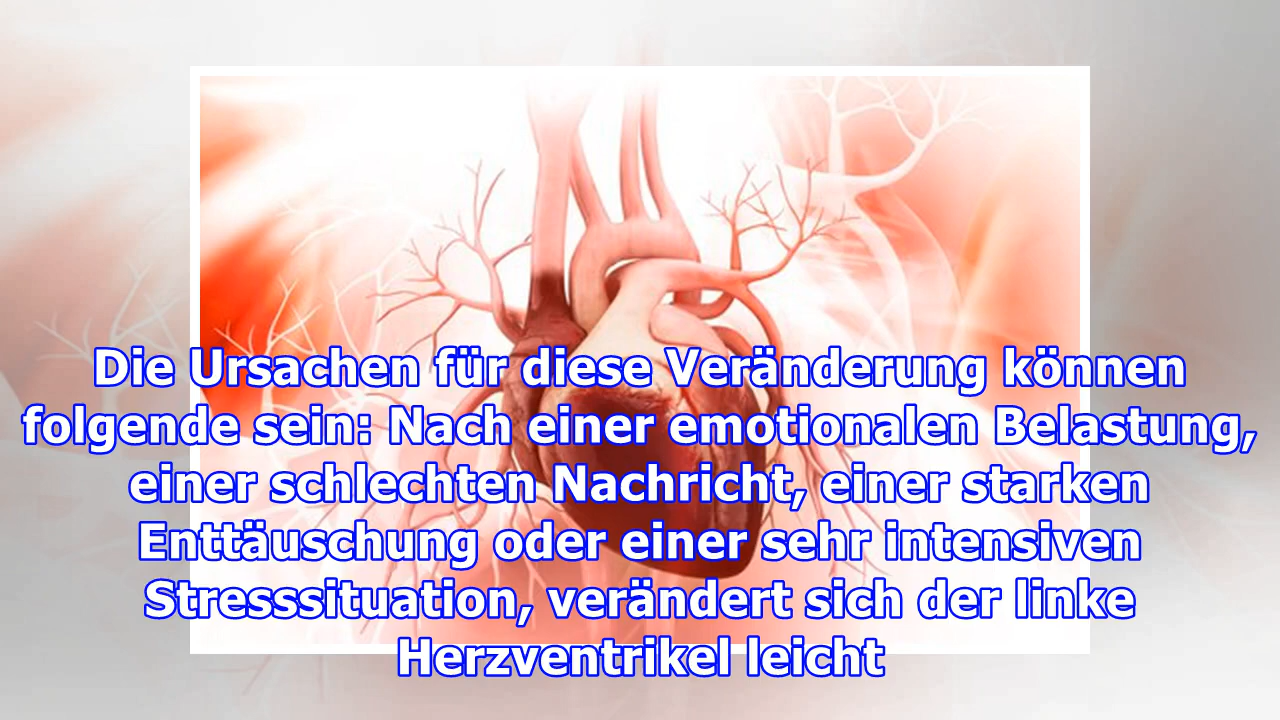 Die Ursachen für diese Veränderung können
folgende sein: Nach einer emotionalen Belastung,
einer schlechten Nachricht, einer starken
Enttäuschung oder einer sehr intensiven
Stresssituation, verändert sich der linke
Herzventrikel leicht